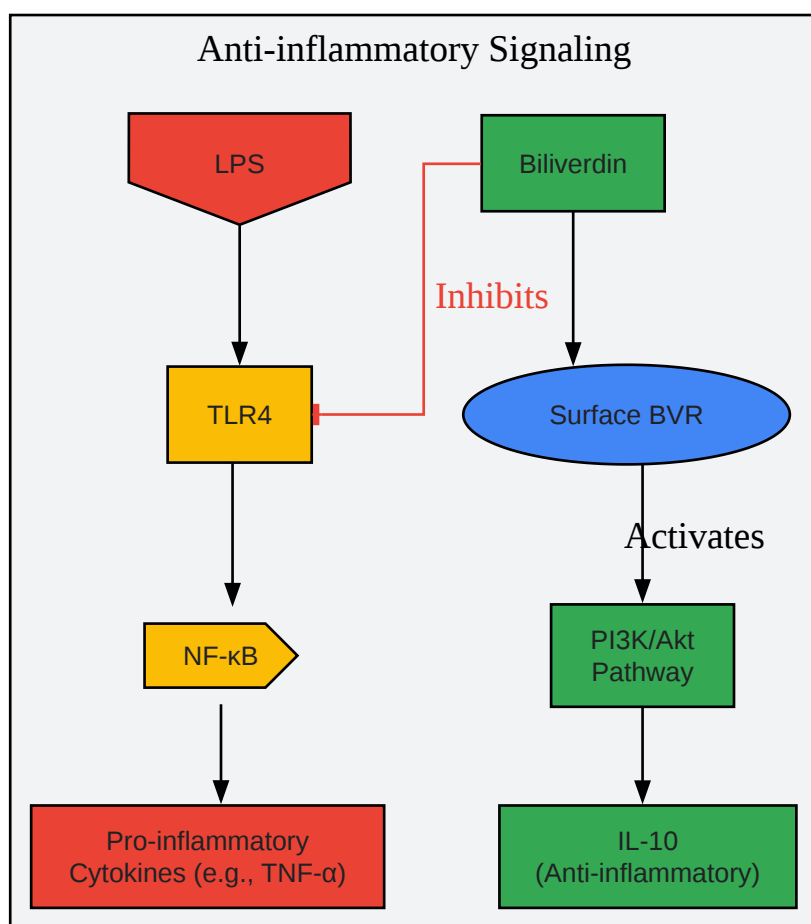 Anti-inflammatory Signaling
LPS
Biliverdin
Inhibits
TLR4
Surface BVR
Activates
NF-κB
PI3K/Akt
Pathway
Pro-inflammatory
Cytokines (e.g., TNF-α)
IL-10
(Anti-inflammatory)